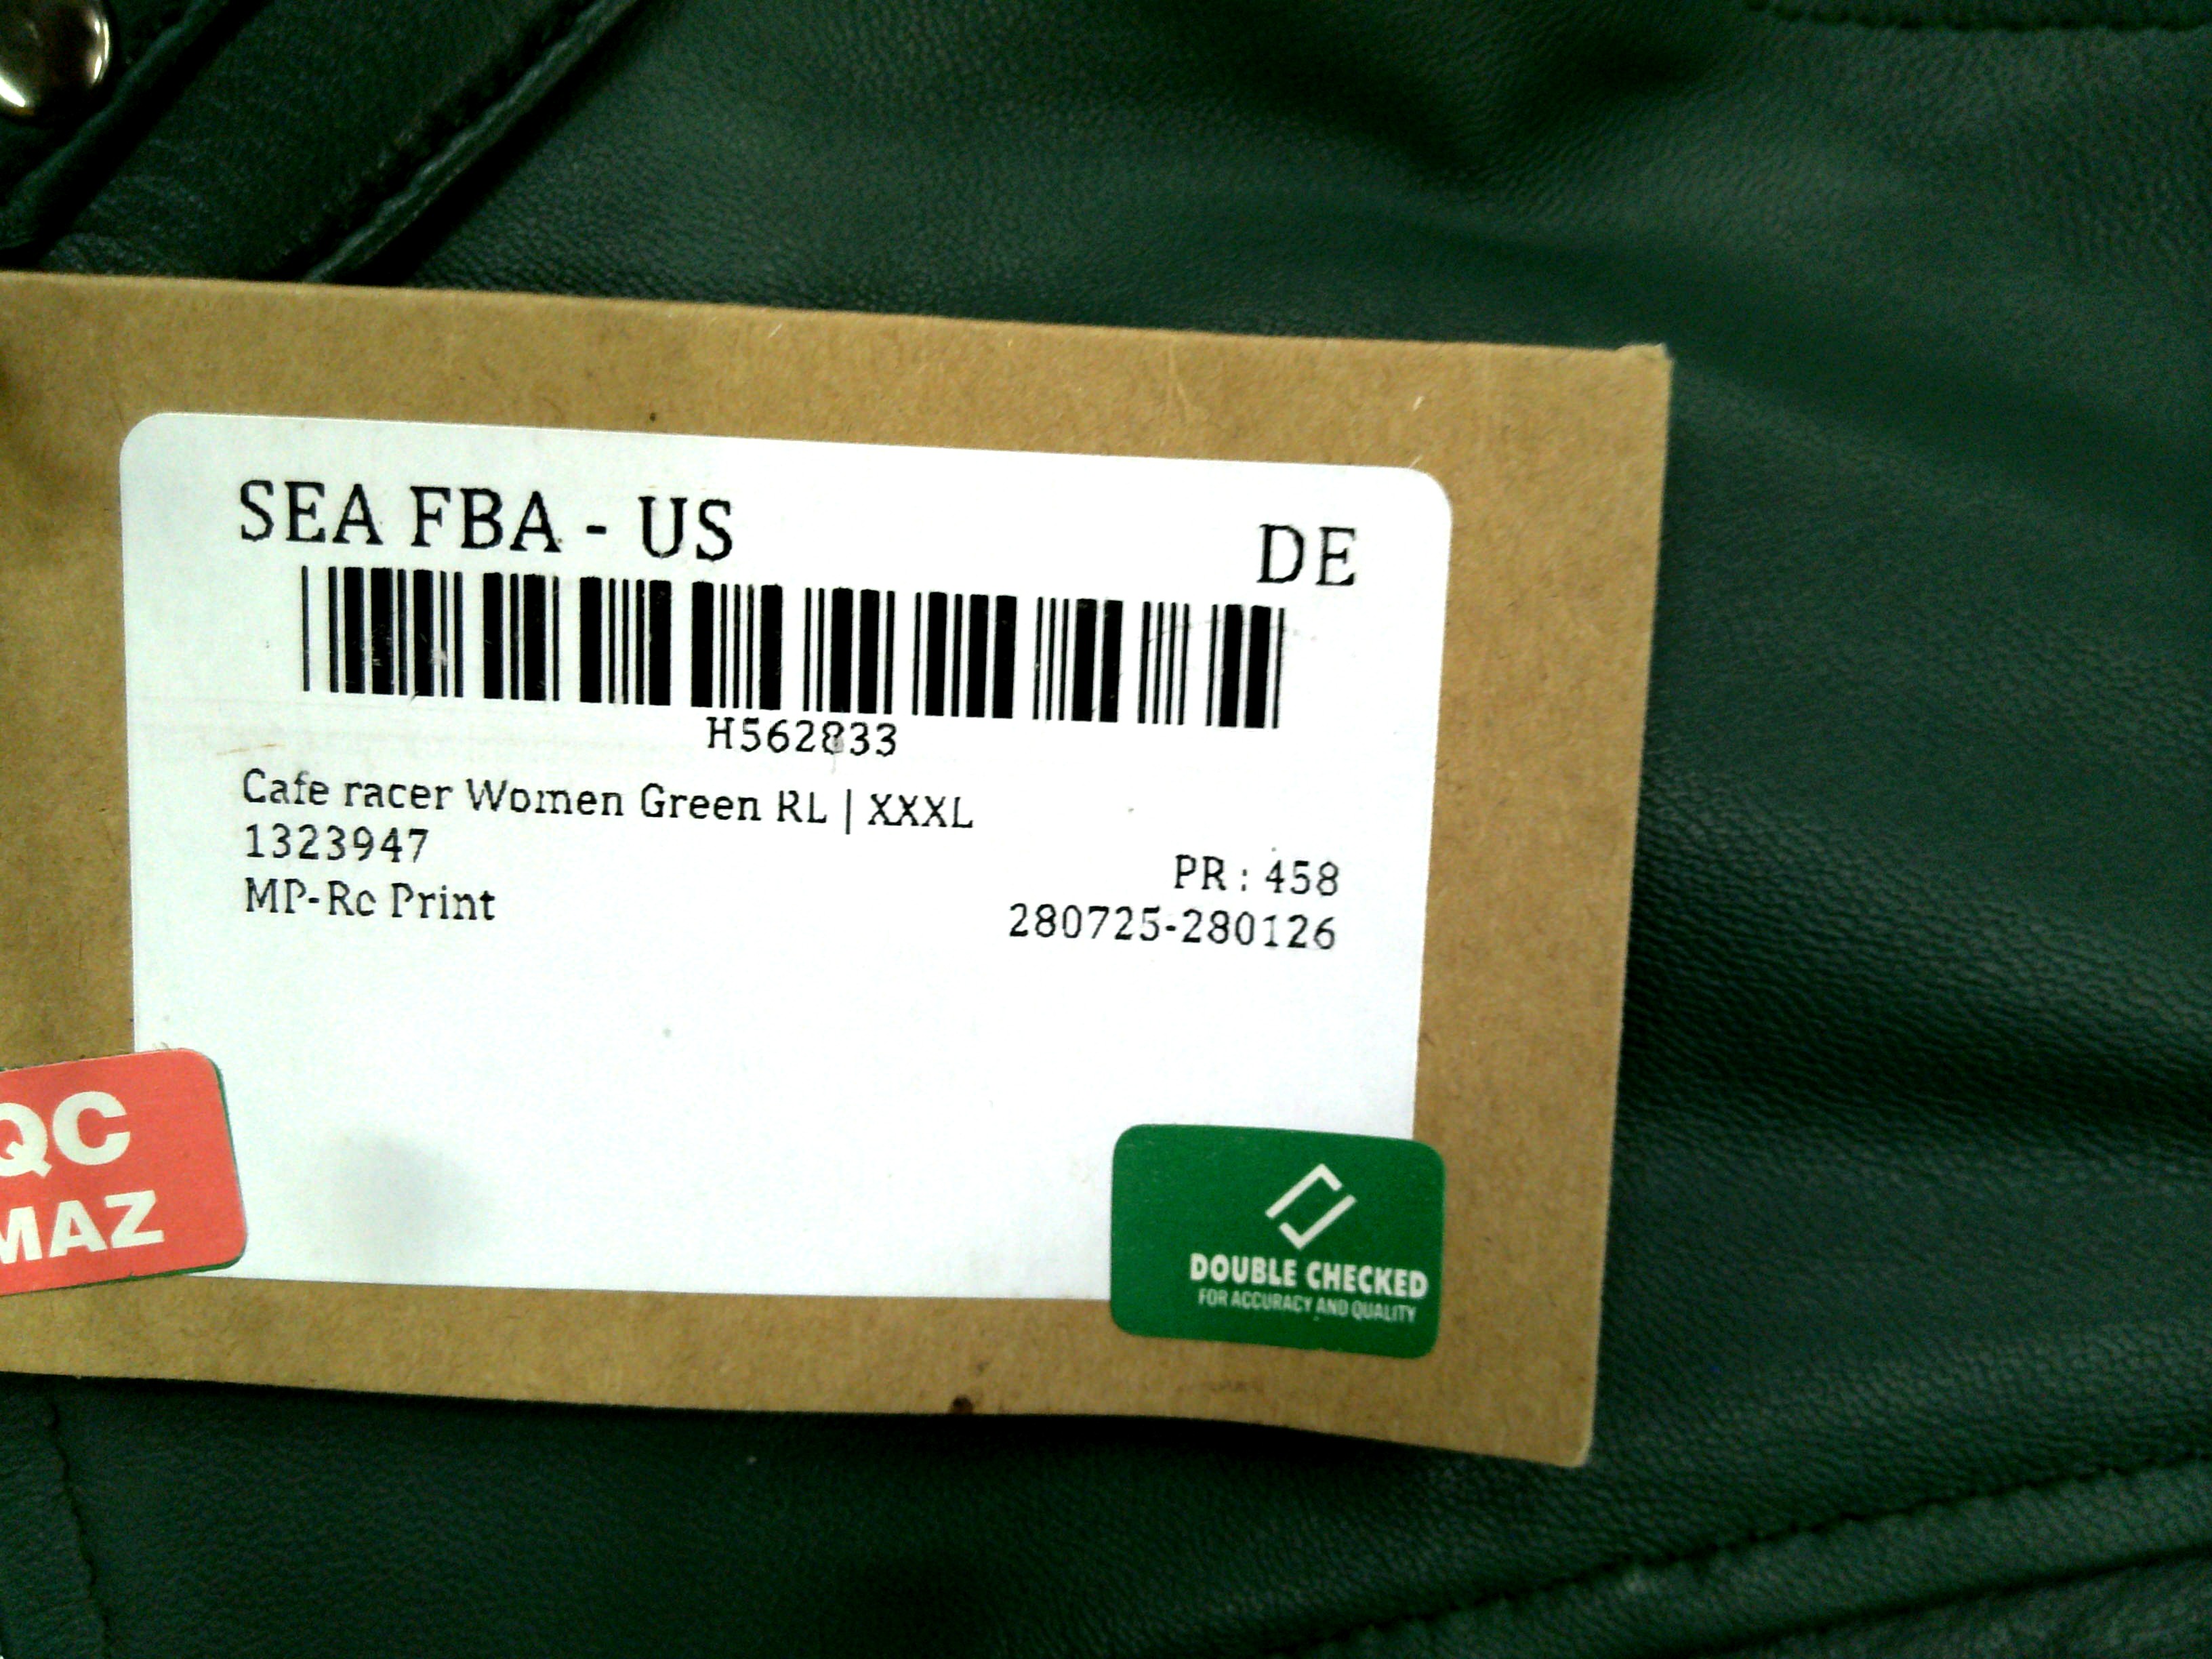 SEA FBA - US
DE
H562833
Cafe racer Women Green RL | XXXL
1323947
PR : 458
MP-Rc Print
280725-280126
QC
MAZ
DOUBLE CHECKED
FOR ACCURACY AND QUALITY